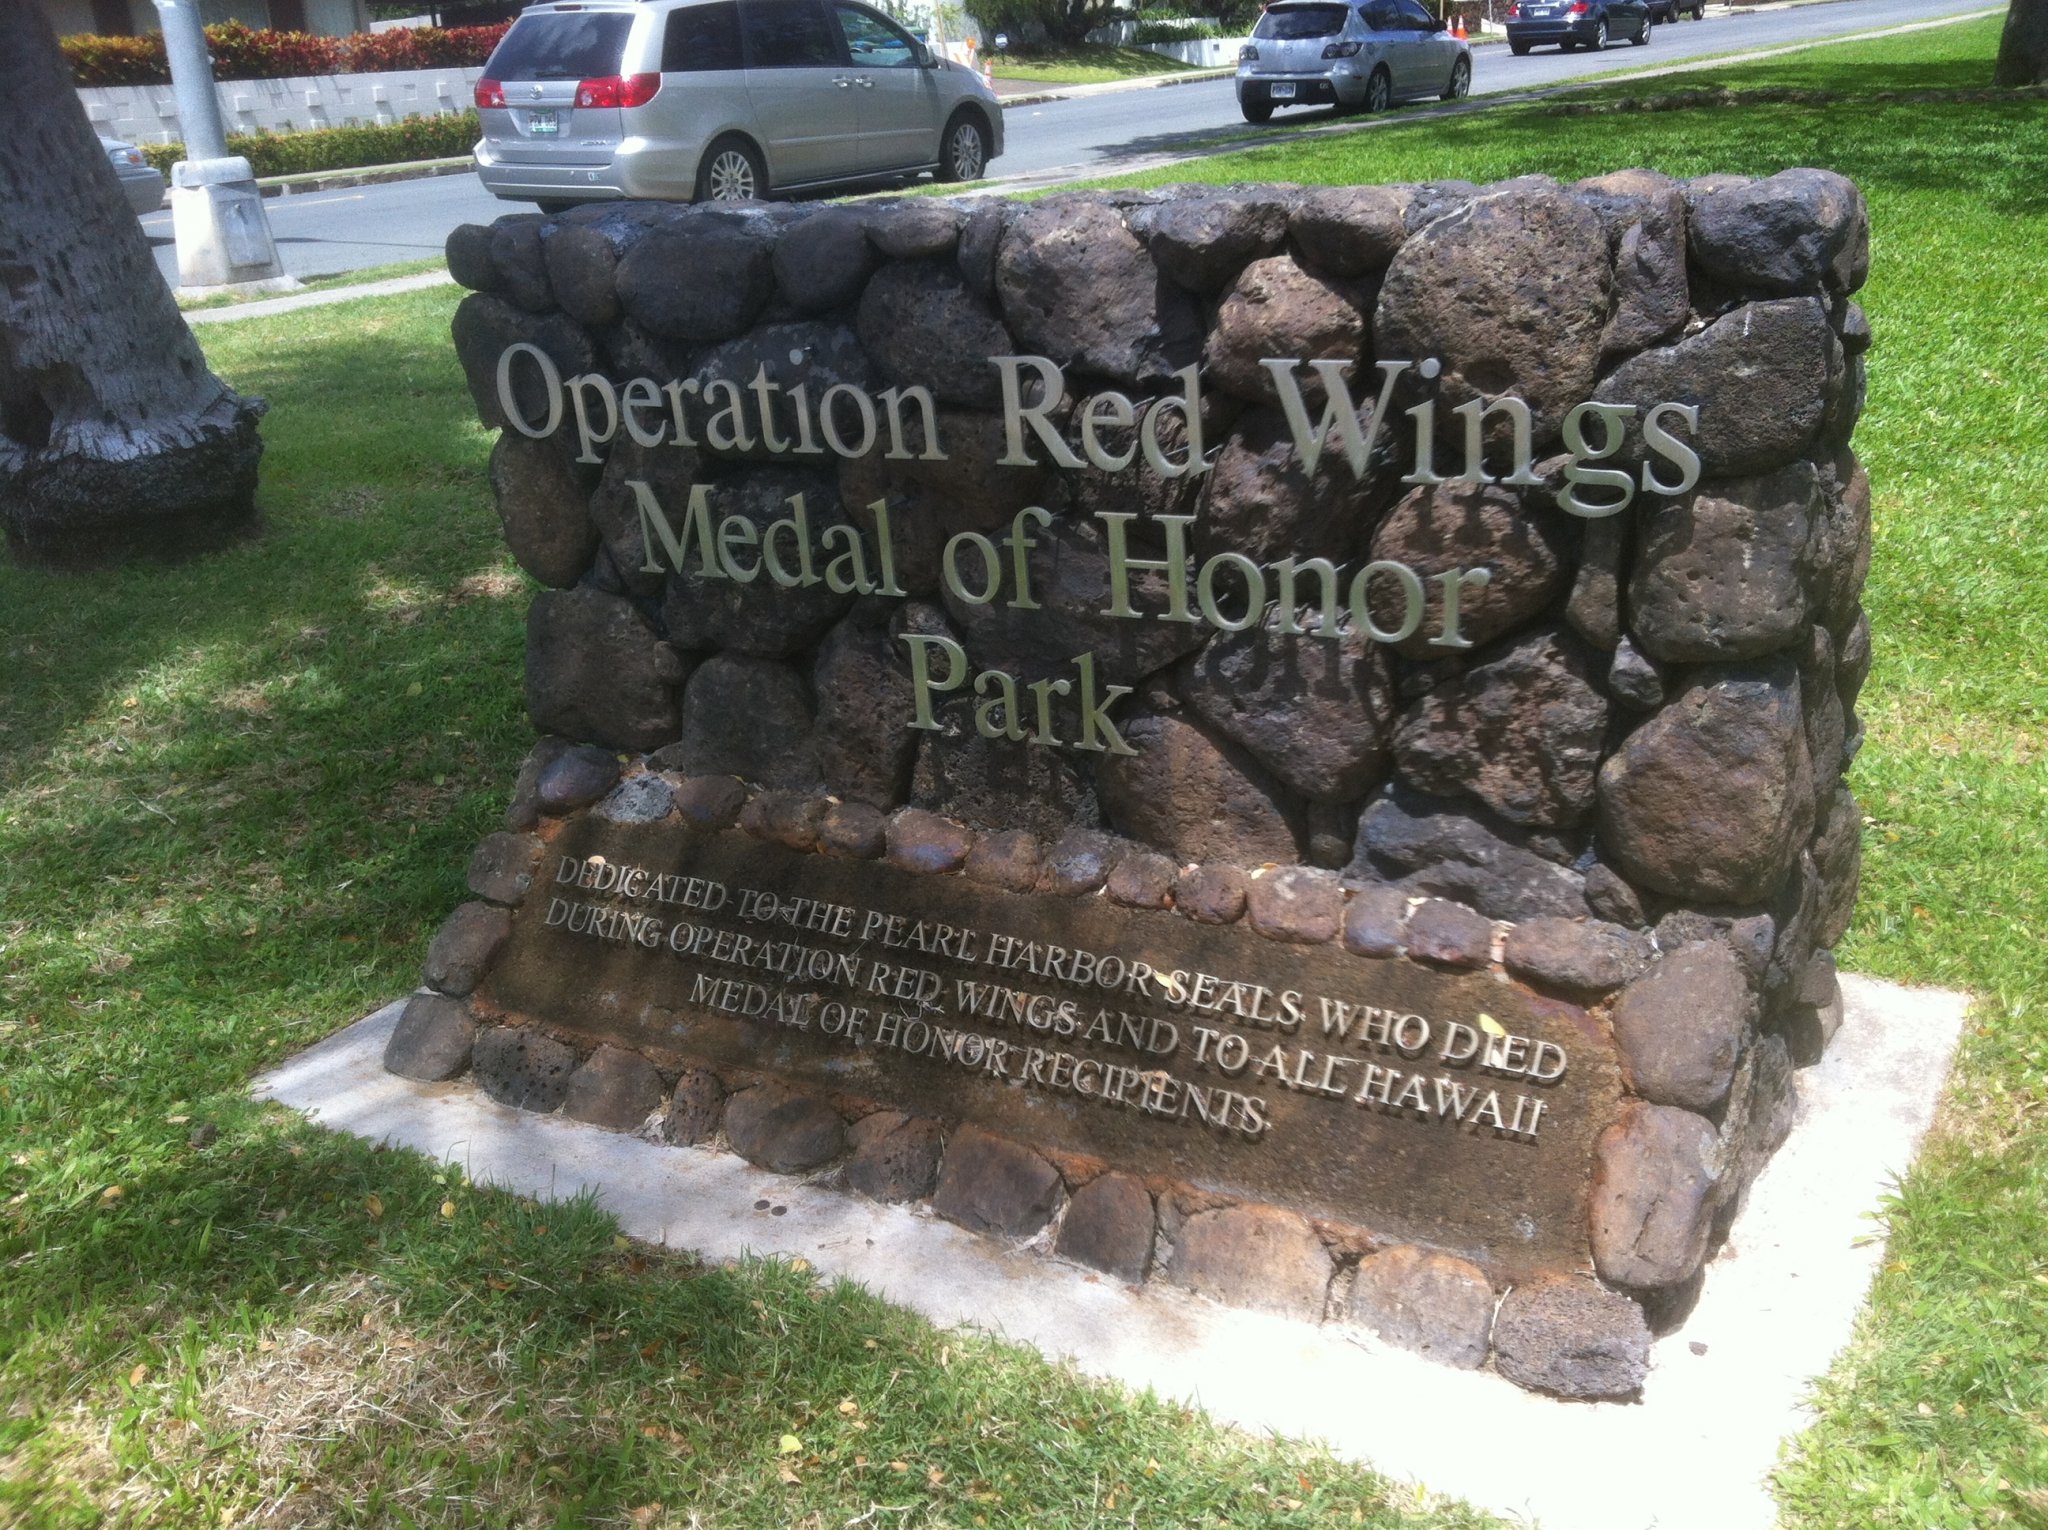 Operation Red Wings
Medal of Honor
Park
DEDICATED TO THE PEARL HARBOR SEALS WHO DIED
DURING OPERATION RED WINGS AND TO ALL HAWAII
MEDAL OF HONOR RECIPIENTS.